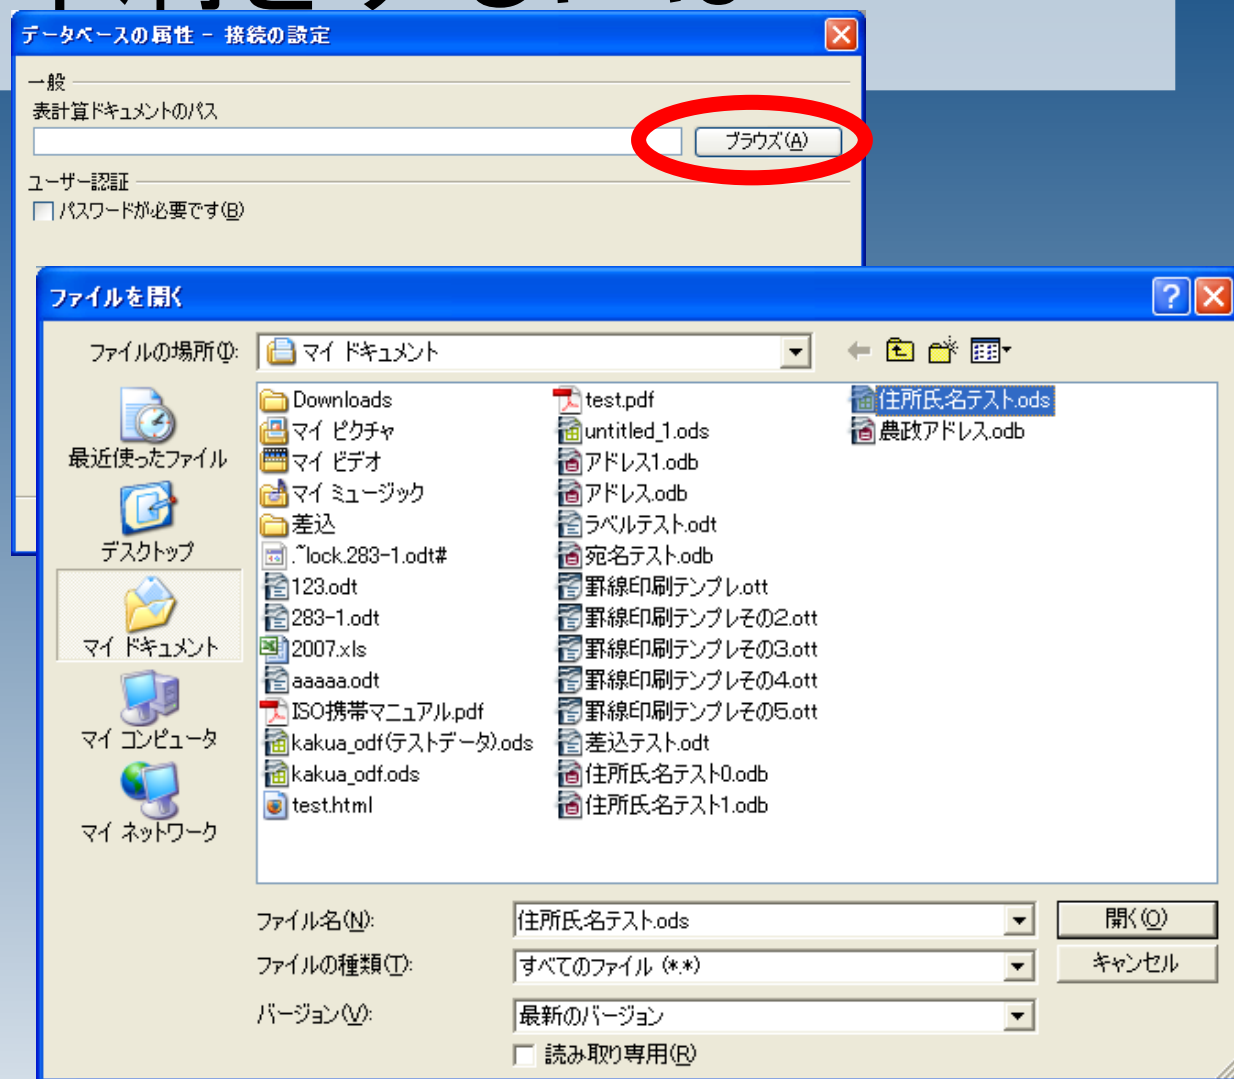 データベースの属性 - 接続の設定
一般
表計算ドキュメントのパス
ブラウズ(A)
ユーザー認証
パスワードが必要です(B)
ファイルを開く
ファイルの場所(I):
マイ ドキュメント
最近使ったファイル
デスクトップ
マイ ドキュメント
マイ コンピュータ
マイ ネットワーク
Downloads
マイ ピクチャ
マイ ビデオ
マイ ミュージック
差込
.~lock.283-1.odt#
123.odt
283-1.odt
2007.xls
aaaaa.odt
ISO携帯マニュアル.pdf
kakua_odf(テストデータ).ods
kakua_odf.ods
test.html
test.pdf
untitled_1.ods
アドレス1.odb
アドレス.odb
ラベルテスト.odt
宛名テスト.odb
罫線印刷テンプレ.ott
罫線印刷テンプレその2.ott
罫線印刷テンプレその3.ott
罫線印刷テンプレその4.ott
罫線印刷テンプレその5.ott
差込テスト.odt
住所氏名テスト0.odb
住所氏名テスト1.odb
住所氏名テスト.ods
農政アドレス.odb
ファイル名(N):
住所氏名テスト.ods
開く(O)
ファイルの種類(T):
すべてのファイル (*.*)
キャンセル
バージョン(V):
最新のバージョン
読み取り専用(R)